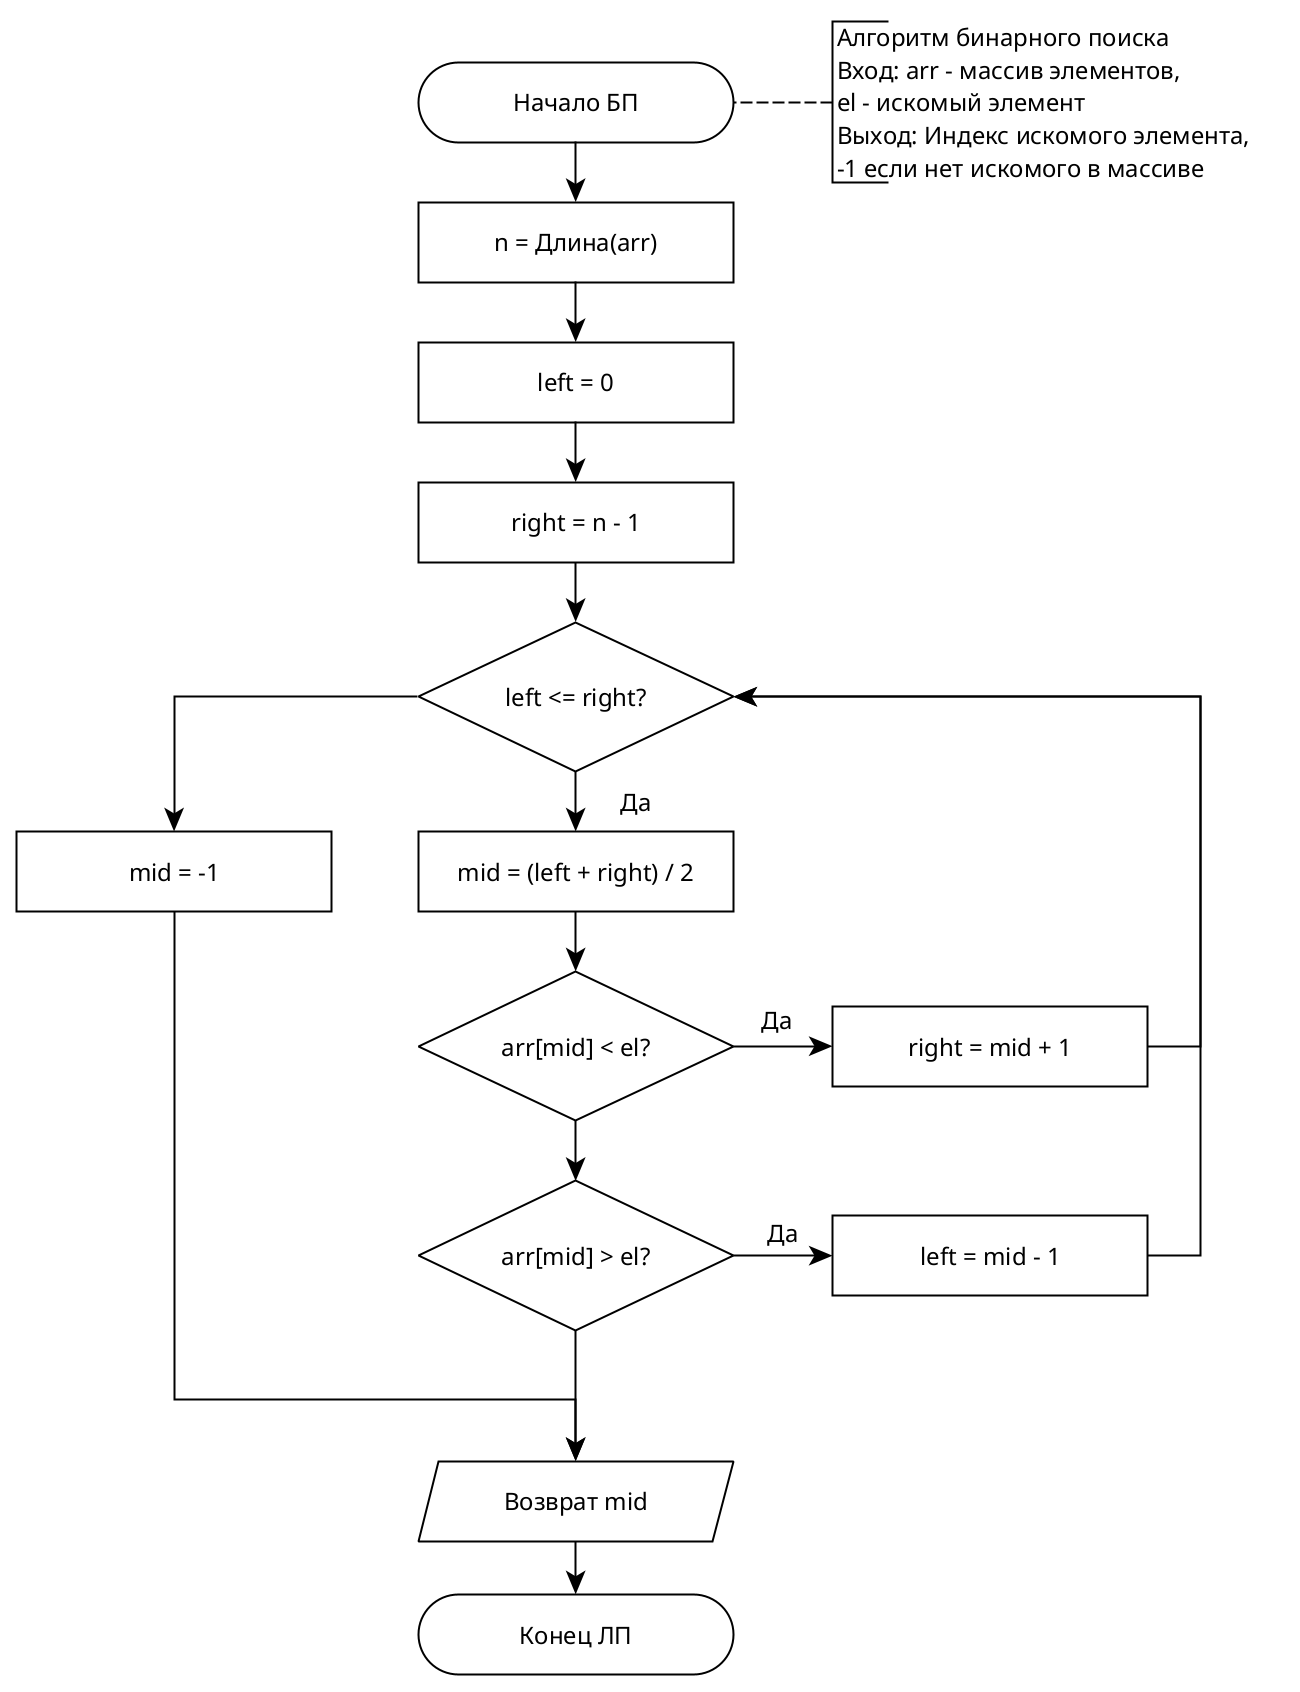 Алгоритм бинарного поиска
Вход: arr - массив элементов,
el - искомый элемент
Выход: Индекс искомого элемента,
-1 если нет искомого в массиве
Начало БП
n = Длина(arr)
left = 0
right = n - 1
left <= right?
Да
mid = -1
mid = (left + right) / 2
arr[mid] < el?
Да
right = mid + 1
arr[mid] > el?
Да
left = mid - 1
Возврат mid
Конец ЛП